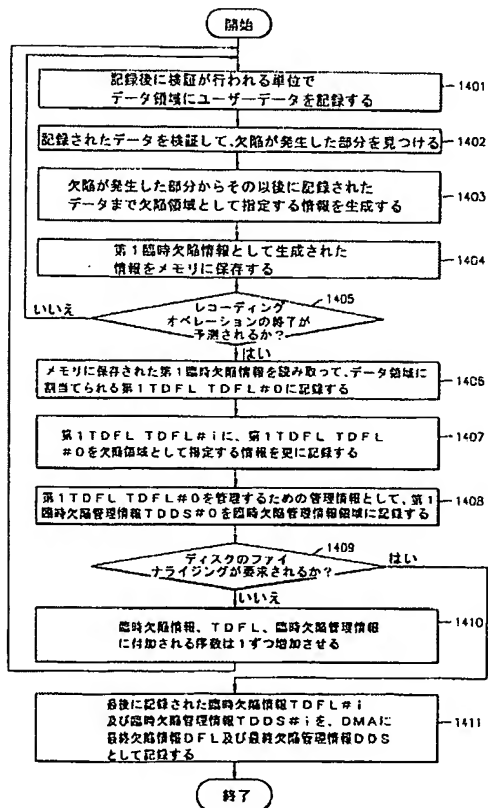 開始
記録後に検証が行われる単位で
データ領域にユーザーデータを記録する
1401
記録されたデータを検証して、欠陥が発生した部分を見つける
1402
欠陥が発生した部分からその以後に記録された
データまで欠陥領域として指定する情報を生成する
1403
第1臨時欠陥情報として生成された
情報をメモリに保存する
1404
いいえ
レコーディング
オペレーションの終了が
予測されるか?
1405
はい
メモリに保存された第1臨時欠陥情報を読み取って、データ領域に
割当てられる第1TDFL TDFL#0に記録する
1406
第1TDFL TDFL#iに、第1TDFL TDFL
#0を欠陥領域として指定する情報を更に記録する
1407
第1TDFL TDFL#0を管理するための管理情報として、第1
臨時欠陥管理情報TDDS#0を臨時欠陥管理情報領域に記録する
1408
ディスクのファイ
ナライジングが要求されるか?
1409
はい
いいえ
臨時欠陥情報、TDFL、臨時欠陥管理情報
に付加される序数は1ずつ増加させる
1410
最後に記録された臨時欠陥情報TDFL#i
及び臨時欠陥管理情報TDDS#iを、DMAに
最終欠陥情報DFL及び最終欠陥管理情報DDS
として記録する
1411
終了